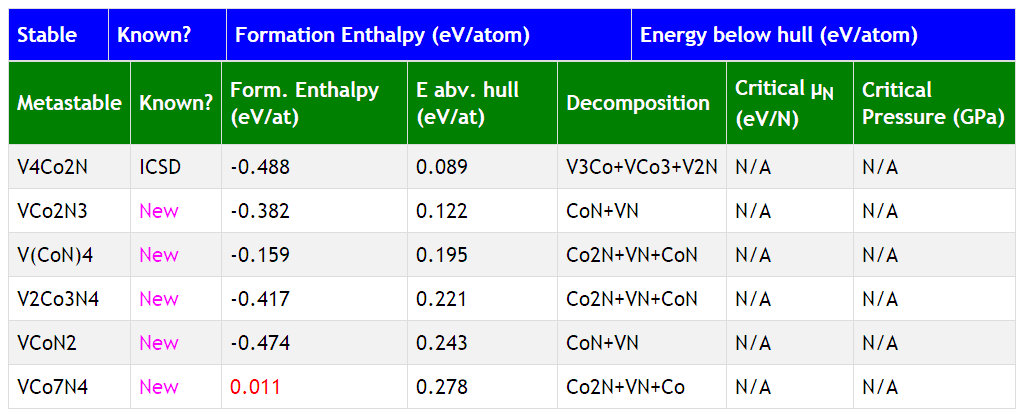 Stable Known? Formation Enthalpy (eV/atom) Energy below hull (eV/atom)
Metastable Known? Form. Enthalpy (eV/at) E abv. hull (eV/at) Decomposition Critical μN (eV/N) Critical Pressure (GPa)
V4Co2N ICSD -0.488 0.089 V3Co+VCo3+V2N N/A N/A
VCo2N3 New -0.382 0.122 CoN+VN N/A N/A
V(CoN)4 New -0.159 0.195 Co2N+VN+CoN N/A N/A
V2Co3N4 New -0.417 0.221 Co2N+VN+CoN N/A N/A
VCoN2 New -0.474 0.243 CoN+VN N/A N/A
VCo7N4 New 0.011 0.278 Co2N+VN+Co N/A N/A